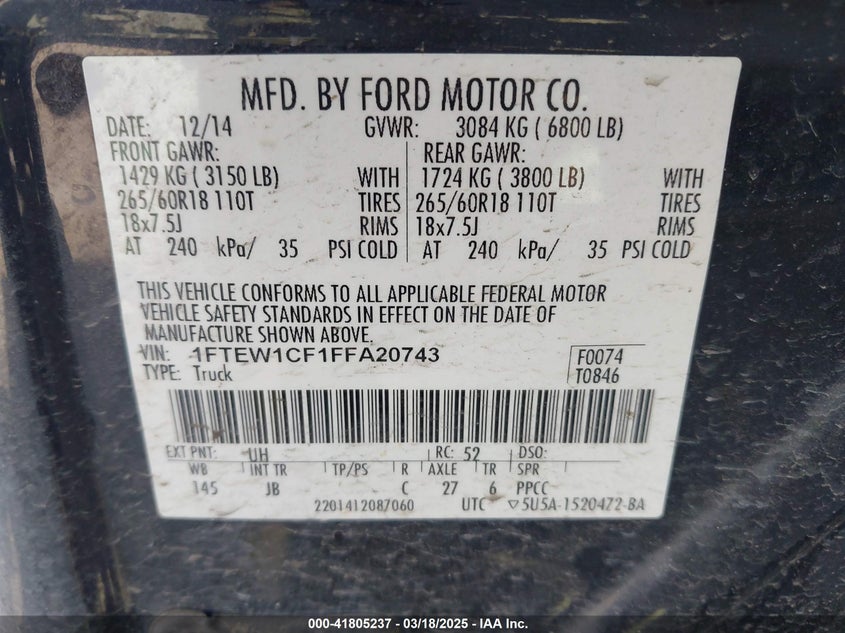 MFD. BY FORD MOTOR CO.
DATE: 12/14 GVWR: 3084 KG ( 6800 LB)
FRONT GAWR: REAR GAWR:
1429 KG ( 3150 LB) WITH 1724 KG ( 3800 LB) WITH
265/60R18 110T TIRES 265/60R18 110T TIRES
18x7.5J RIMS 18x7.5J RIMS
AT 240 kPa/ 35 PSI COLD AT 240 kPa/ 35 PSI COLD
THIS VEHICLE CONFORMS TO ALL APPLICABLE FEDERAL MOTOR
VEHICLE SAFETY STANDARDS IN EFFECT ON THE DATE OF
MANUFACTURE SHOWN ABOVE.
VIN: 1FTEW1CF1FFA20743 F0074
TYPE: Truck T0846
EXT PNT: UH RC: 52 DSO:
WB INT TR TP/PS R AXLE TR SPR
145 JB C 27 6 PPCC
2201412087060 UTC ▽5U5A-1520472-BA
000-41805237 - 03/18/2025 - IAA Inc.